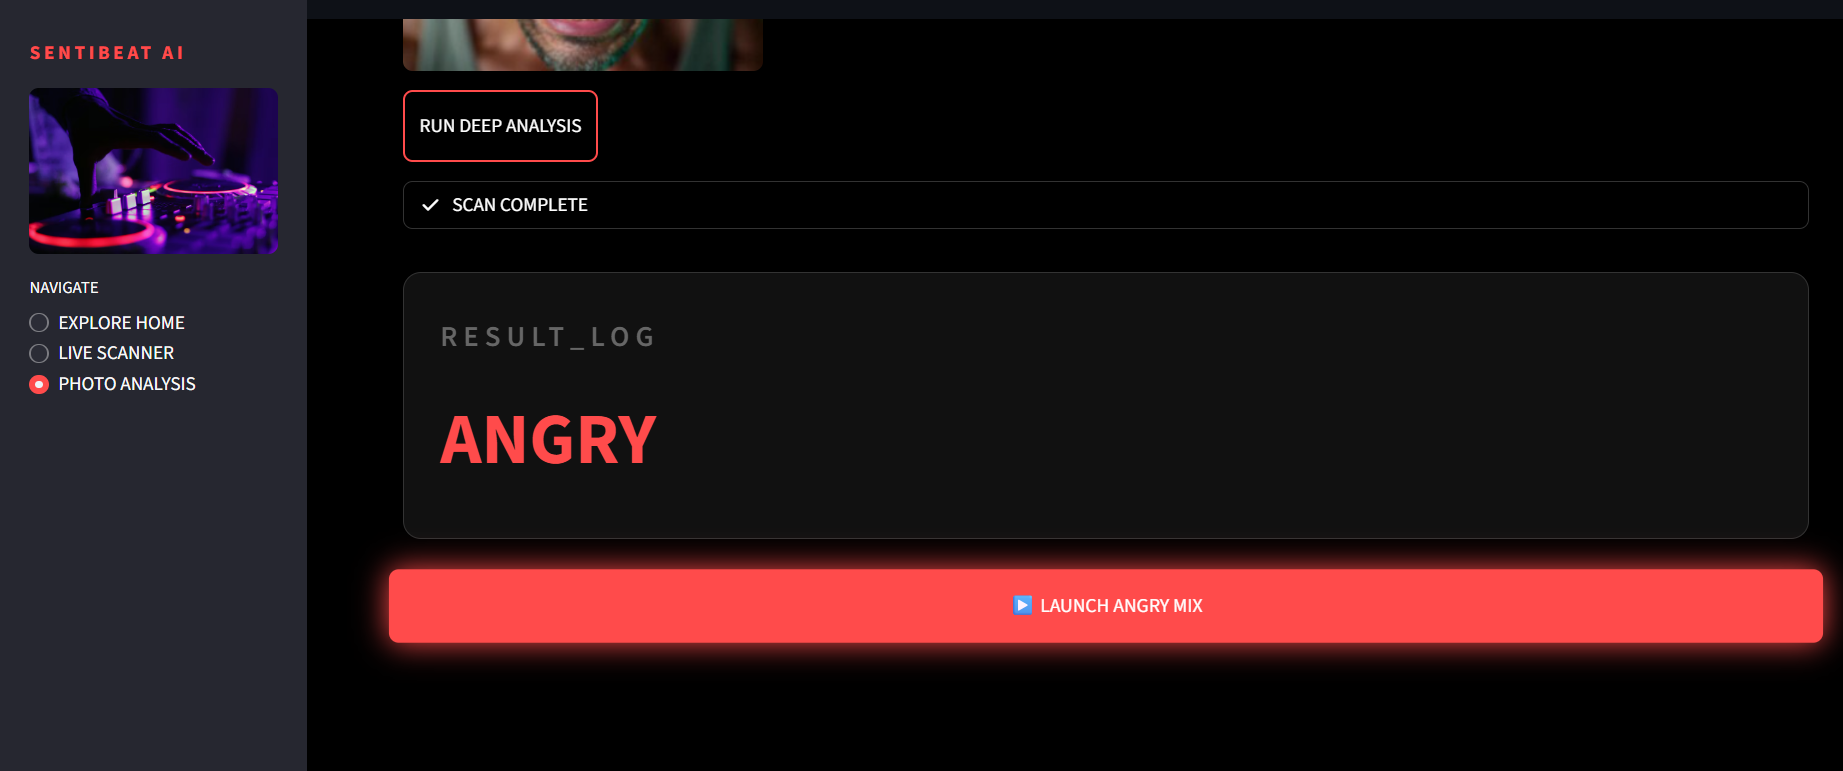 SENTIBEAT AI
NAVIGATE
EXPLORE HOME
LIVE SCANNER
PHOTO ANALYSIS
RUN DEEP ANALYSIS
SCAN COMPLETE
RESULT_LOG
ANGRY
LAUNCH ANGRY MIX